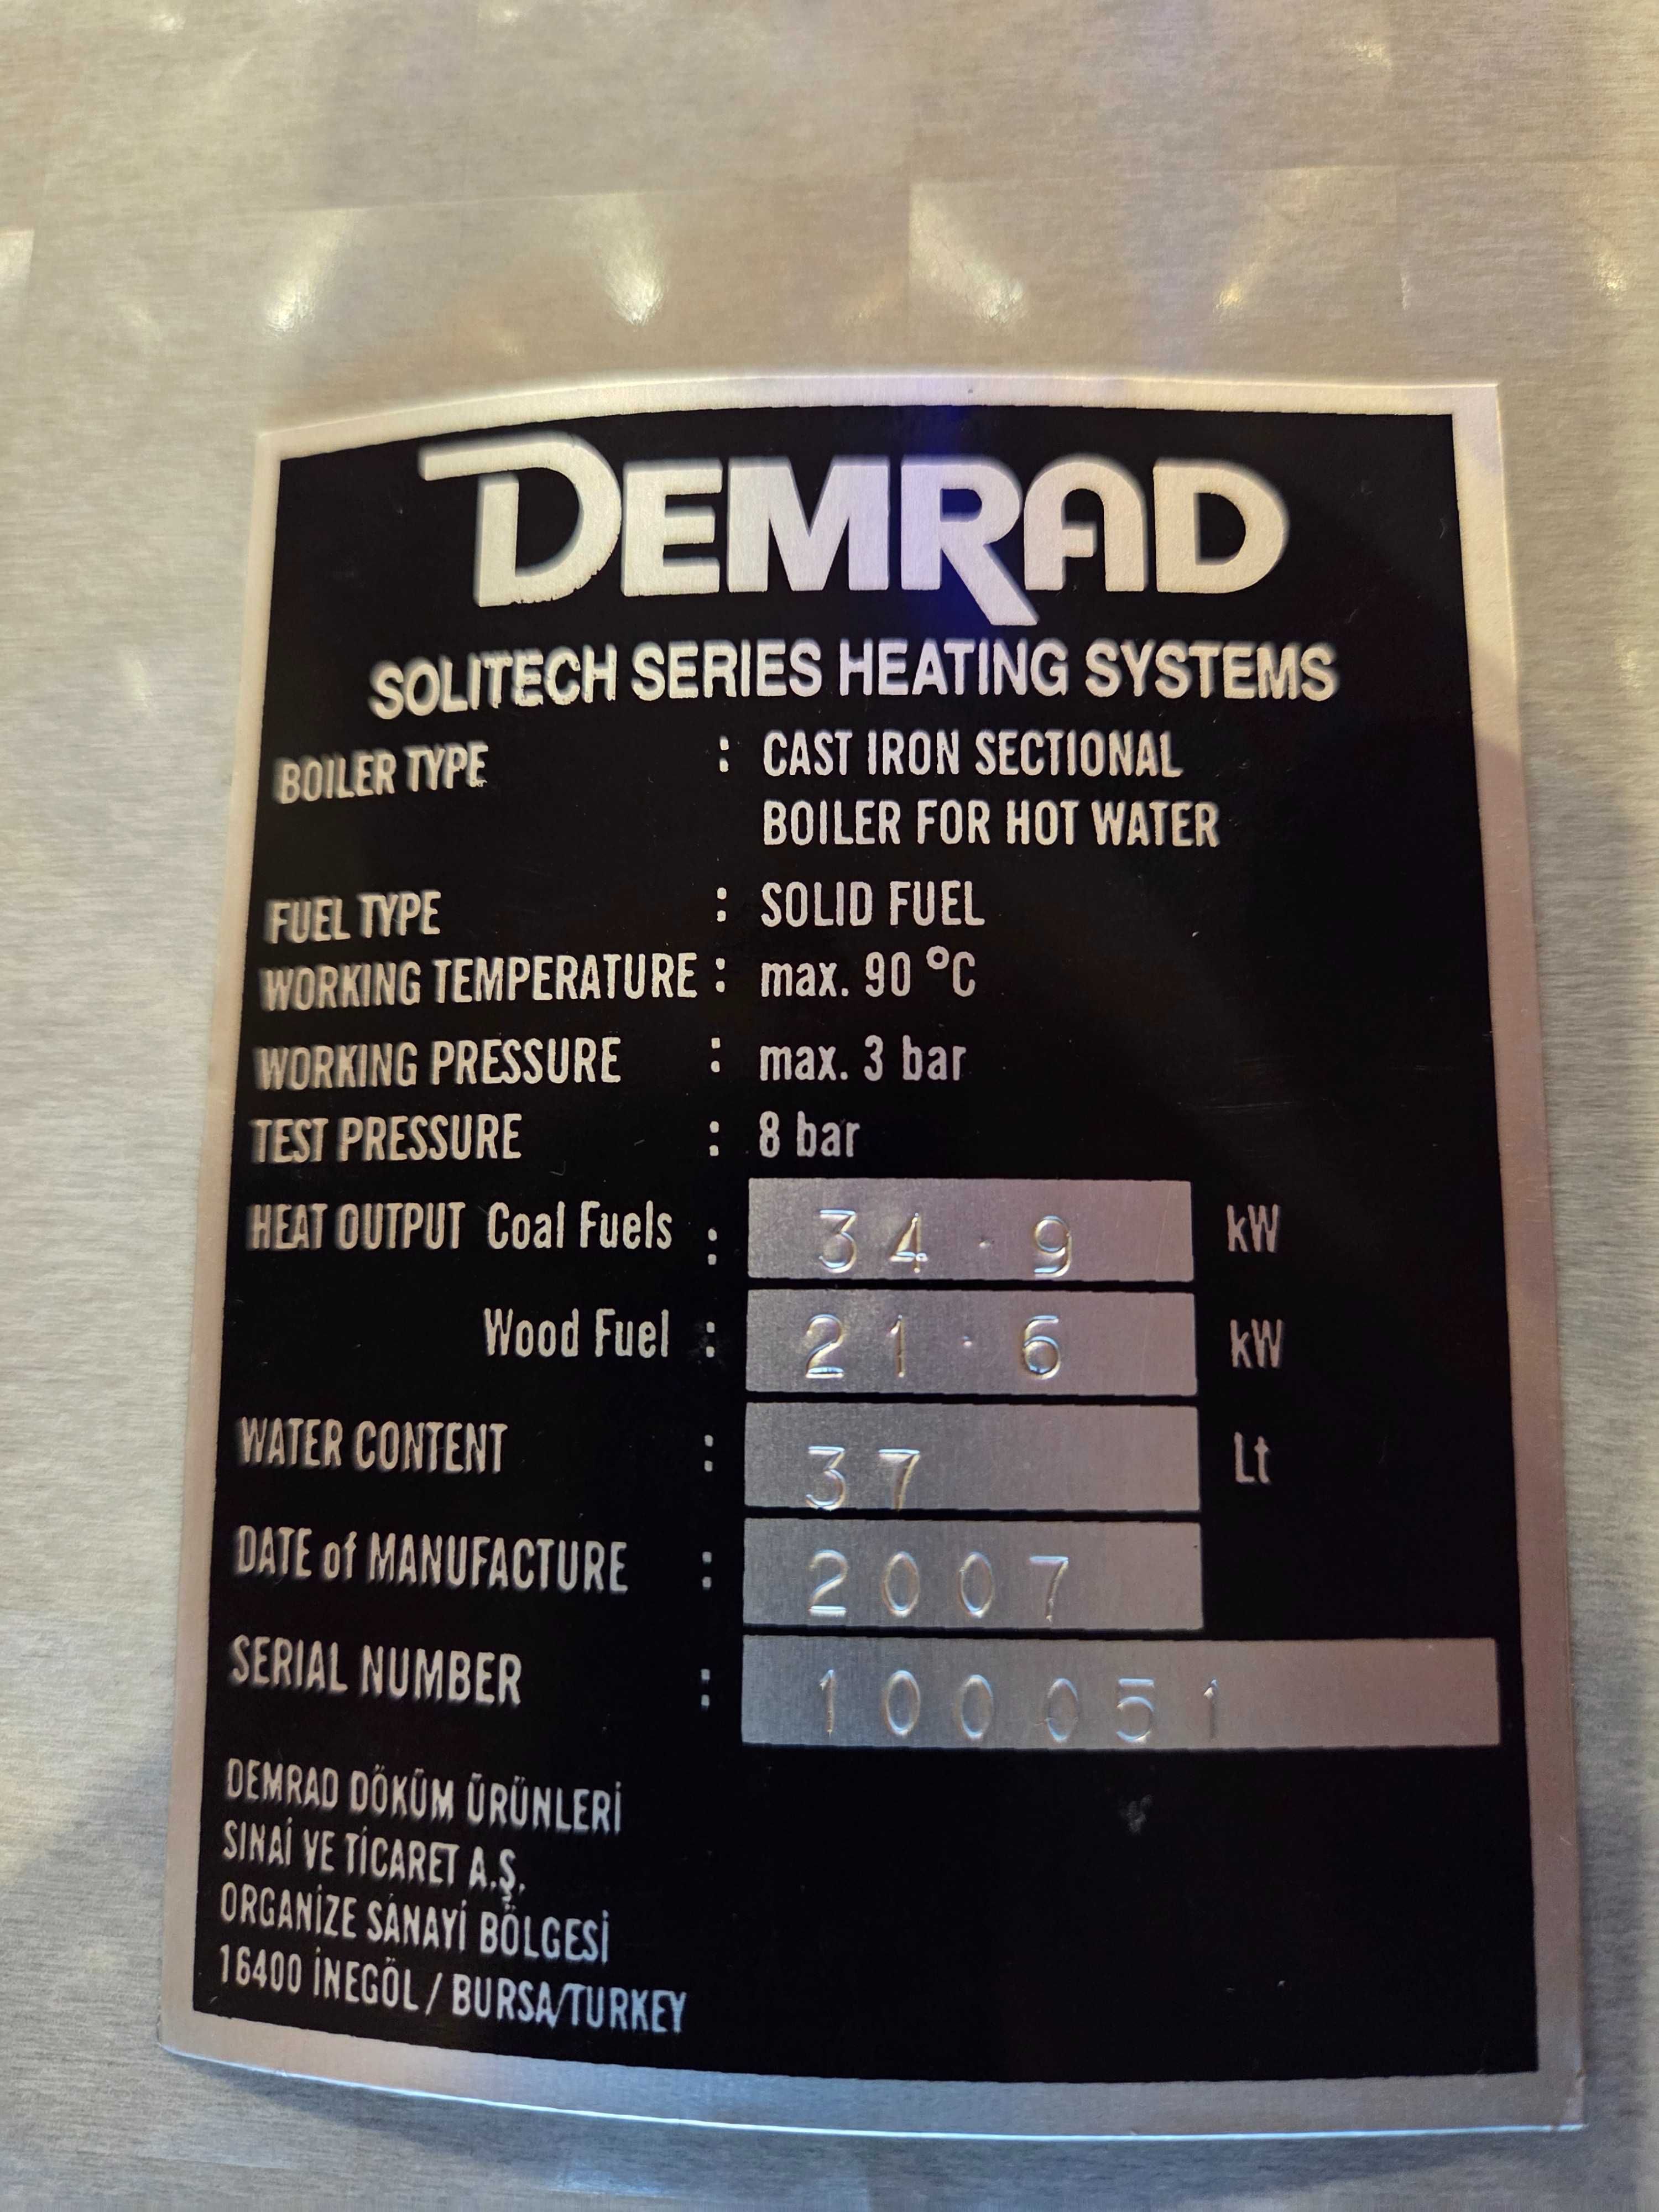 DEMRAD
SOLITECH SERIES HEATING SYSTEMS
BOILER TYPE : CAST IRON SECTIONAL
BOILER FOR HOT WATER
FUEL TYPE : SOLID FUEL
WORKING TEMPERATURE : max. 90 °C
WORKING PRESSURE : max. 3 bar
TEST PRESSURE : 8 bar
HEAT OUTPUT Coal Fuels : 34.9 kW
Wood Fuel : 21.6 kW
WATER CONTENT : 37 Lt
DATE of MANUFACTURE : 2007
SERIAL NUMBER : 100051
DEMRAD DÖKÜM ÜRÜNLERİ
SINAİ VE TİCARET A.Ş.
ORGANİZE SANAYİ BÖLGESİ
16400 İNEGÖL / BURSA/TURKEY